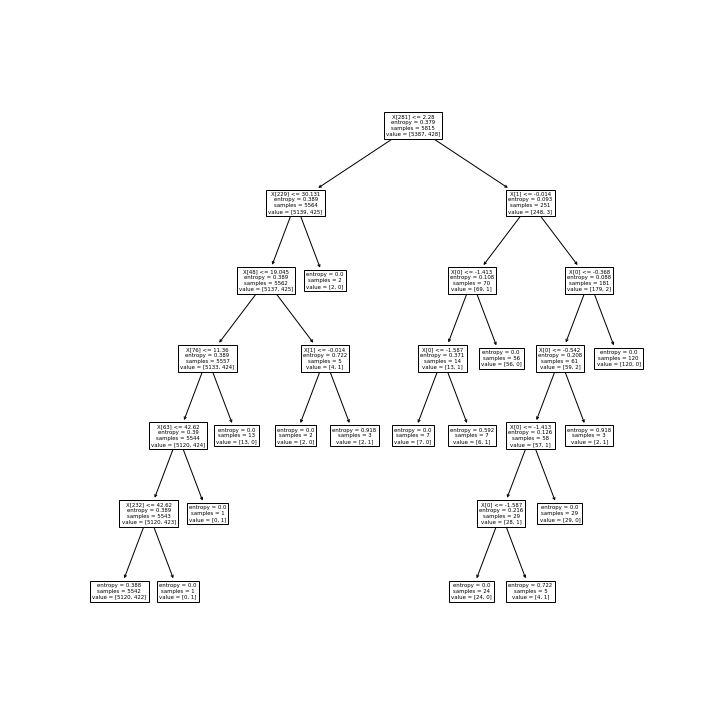 X[281] <= 2.28
entropy = 0.379
samples = 5815
value = [5387, 428]
X[229] <= 30.131
entropy = 0.389
samples = 5564
value = [5139, 425]
X[1] <= -0.014
entropy = 0.093
samples = 251
value = [248, 3]
X[48] <= 19.045
entropy = 0.389
samples = 5562
value = [5137, 425]
entropy = 0.0
samples = 2
value = [2, 0]
X[0] <= -1.413
entropy = 0.108
samples = 70
value = [69, 1]
X[0] <= -0.368
entropy = 0.088
samples = 181
value = [179, 2]
X[76] <= 11.36
entropy = 0.389
samples = 5557
value = [5133, 424]
X[1] <= -0.014
entropy = 0.722
samples = 5
value = [4, 1]
X[0] <= -1.587
entropy = 0.371
samples = 14
value = [13, 1]
entropy = 0.0
samples = 56
value = [56, 0]
X[0] <= -0.542
entropy = 0.208
samples = 61
value = [59, 2]
entropy = 0.0
samples = 120
value = [120, 0]
X[63] <= 42.62
entropy = 0.39
samples = 5544
value = [5120, 424]
entropy = 0.0
samples = 13
value = [13, 0]
entropy = 0.0
samples = 2
value = [2, 0]
entropy = 0.918
samples = 3
value = [2, 1]
entropy = 0.0
samples = 7
value = [7, 0]
entropy = 0.592
samples = 7
value = [6, 1]
X[0] <= -1.413
entropy = 0.126
samples = 58
value = [57, 1]
entropy = 0.918
samples = 3
value = [2, 1]
X[232] <= 42.62
entropy = 0.389
samples = 5543
value = [5120, 423]
entropy = 0.0
samples = 1
value = [0, 1]
X[0] <= -1.587
entropy = 0.216
samples = 29
value = [28, 1]
entropy = 0.0
samples = 29
value = [29, 0]
entropy = 0.388
samples = 5542
value = [5120, 422]
entropy = 0.0
samples = 1
value = [0, 1]
entropy = 0.0
samples = 24
value = [24, 0]
entropy = 0.722
samples = 5
value = [4, 1]